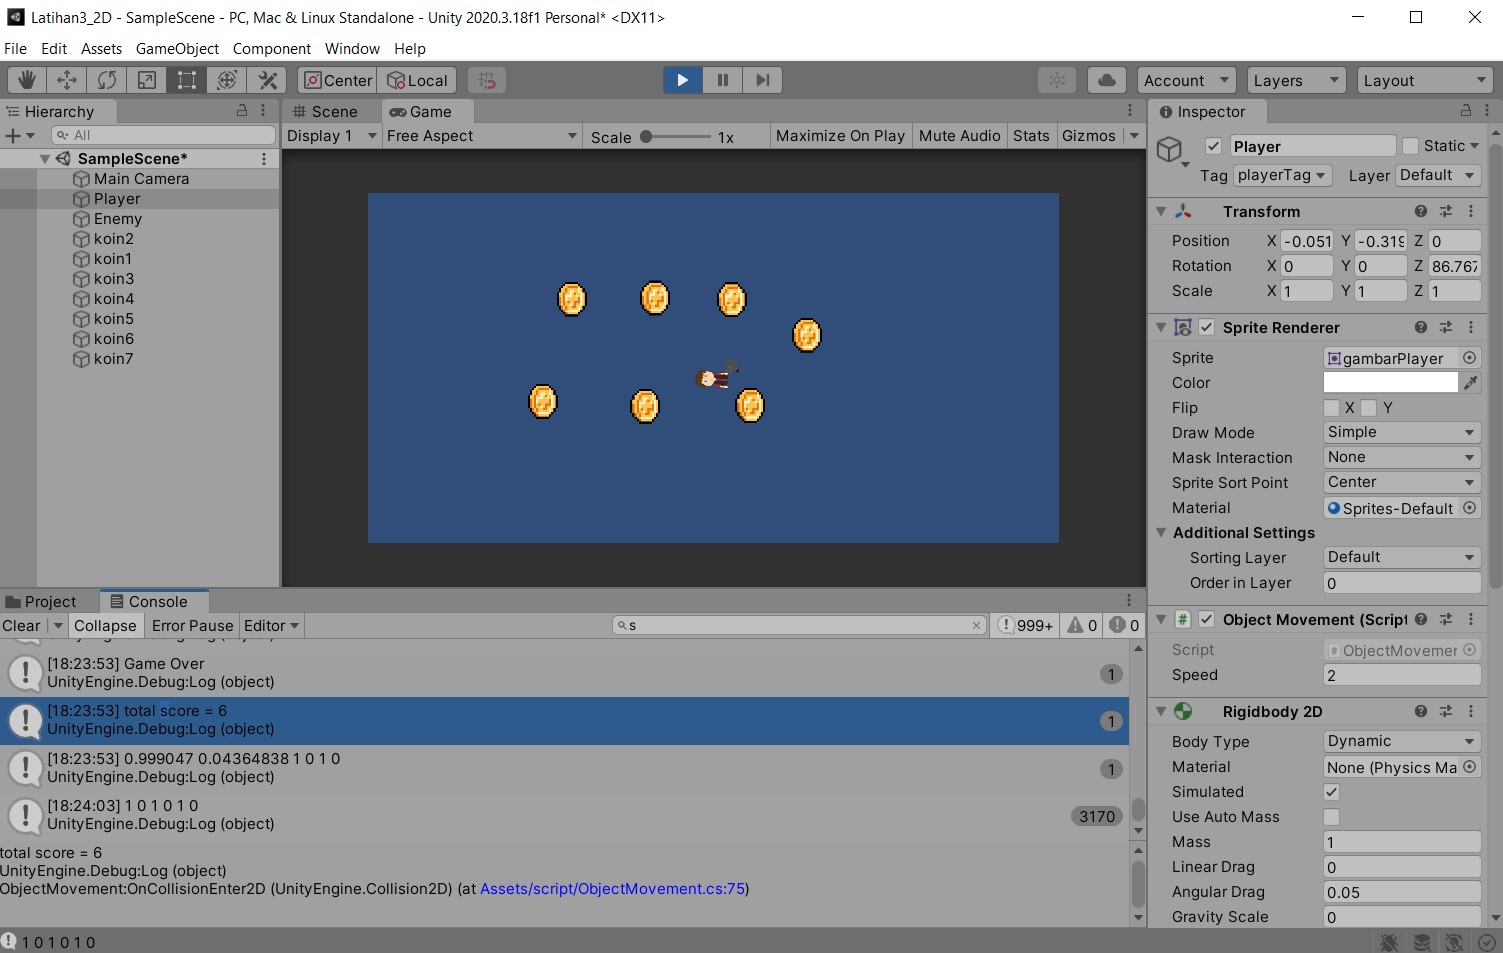 Latihan3_2D - SampleScene - PC, Mac & Linux Standalone - Unity 2020.3.18f1 Personal* <DX11>
File Edit Assets GameObject Component Window Help
Center Local Account Layers Layout
Hierarchy
All
SampleScene*
Main Camera
Player
Enemy
koin2
koin1
koin3
koin4
koin5
koin6
koin7
Scene Game
Display 1 Free Aspect Scale 1x Maximize On Play Mute Audio Stats Gizmos
Inspector
Player Static
Tag playerTag Layer Default
Transform
Position X -0.051 Y -0.319 Z 0
Rotation X 0 Y 0 Z 86.767
Scale X 1 Y 1 Z 1
Sprite Renderer
Sprite gambarPlayer
Color
Flip X Y
Draw Mode Simple
Mask Interaction None
Sprite Sort Point Center
Material Sprites-Default
Additional Settings
Sorting Layer Default
Order in Layer 0
# Object Movement (Script
Script # ObjectMovemer
Speed 2
Rigidbody 2D
Body Type Dynamic
Material None (Physics Ma
Simulated
Use Auto Mass
Mass 1
Linear Drag 0
Angular Drag 0.05
Gravity Scale 0
Project Console
Clear Collapse Error Pause Editor s 999+ 0 0
UnityEngine.Debug:Log (object)
[18:23:53] Game Over
UnityEngine.Debug:Log (object) 1
[18:23:53] total score = 6
UnityEngine.Debug:Log (object) 1
[18:23:53] 0.999047 0.04364838 1 0 1 0
UnityEngine.Debug:Log (object) 1
[18:24:03] 1 0 1 0 1 0
UnityEngine.Debug:Log (object) 3170
total score = 6
UnityEngine.Debug:Log (object)
ObjectMovement:OnCollisionEnter2D (UnityEngine.Collision2D) (at Assets/script/ObjectMovement.cs:75)
1 0 1 0 1 0